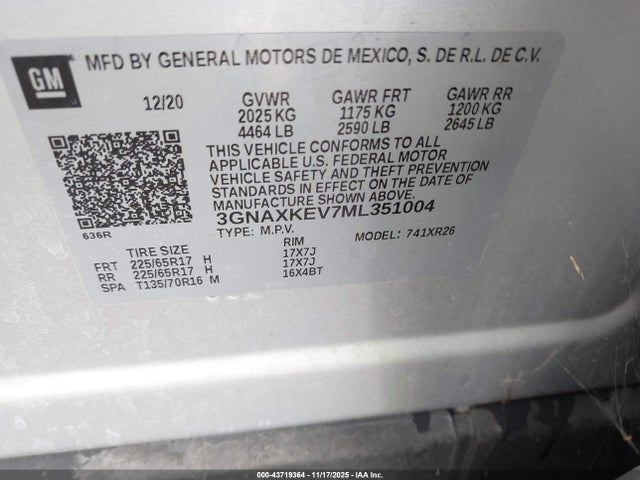 GM
MFD BY GENERAL MOTORS DE MEXICO, S. DE R.L. DE C.V.
12/20 GVWR GAWR FRT GAWR RR
2025 KG 1175 KG 1200 KG
4464 LB 2590 LB 2645 LB
THIS VEHICLE CONFORMS TO ALL
APPLICABLE U.S. FEDERAL MOTOR
VEHICLE SAFETY AND THEFT PREVENTION
STANDARDS IN EFFECT ON THE DATE OF
MANUFACTURE SHOWN ABOVE.
3GNAXKEV7ML351004
636R TYPE: M.P.V. MODEL: 741XR26
TIRE SIZE RIM
FRT 225/65R17 H 17X7J
RR 225/65R17 H 17X7J
SPA T135/70R16 M 16X4BT
000-43719364 - 11/17/2025 - IAA Inc.